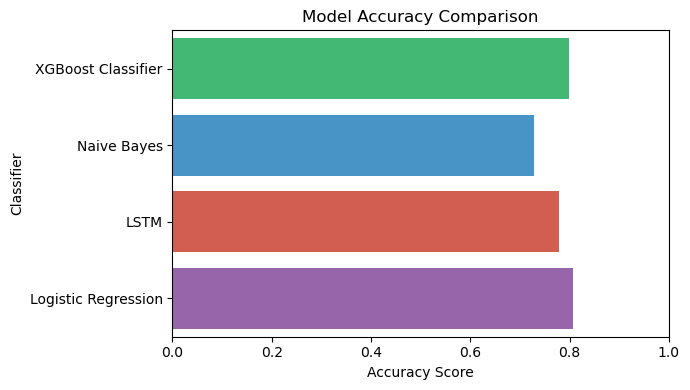 Model Accuracy Comparison
Classifier
XGBoost Classifier
Naive Bayes
LSTM
Logistic Regression
0.0 0.2 0.4 0.6 0.8 1.0
Accuracy Score